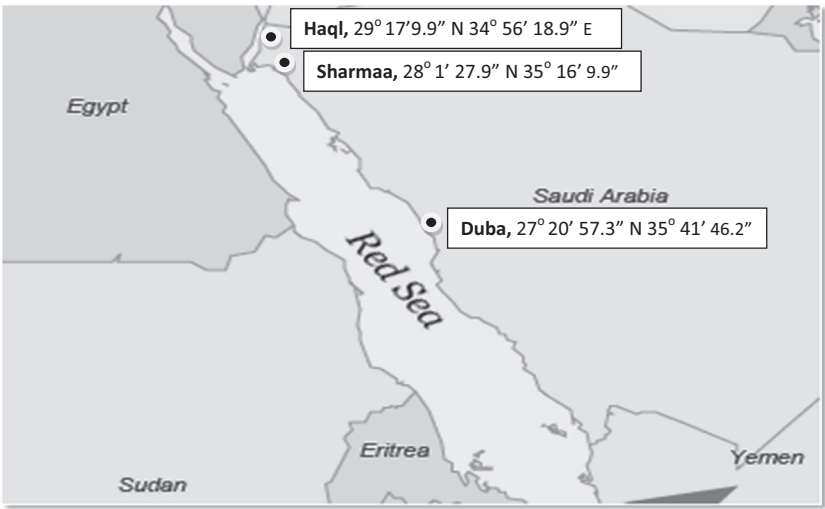 Haql, 29° 17′9.9″ N 34° 56′ 18.9″ E
Sharmaa, 28° 1′ 27.9″ N 35° 16′ 9.9″
Egypt
Saudi Arabia
Duba, 27° 20′ 57.3″ N 35° 41′ 46.2″
Red Sea
Eritrea
Yemen
Sudan